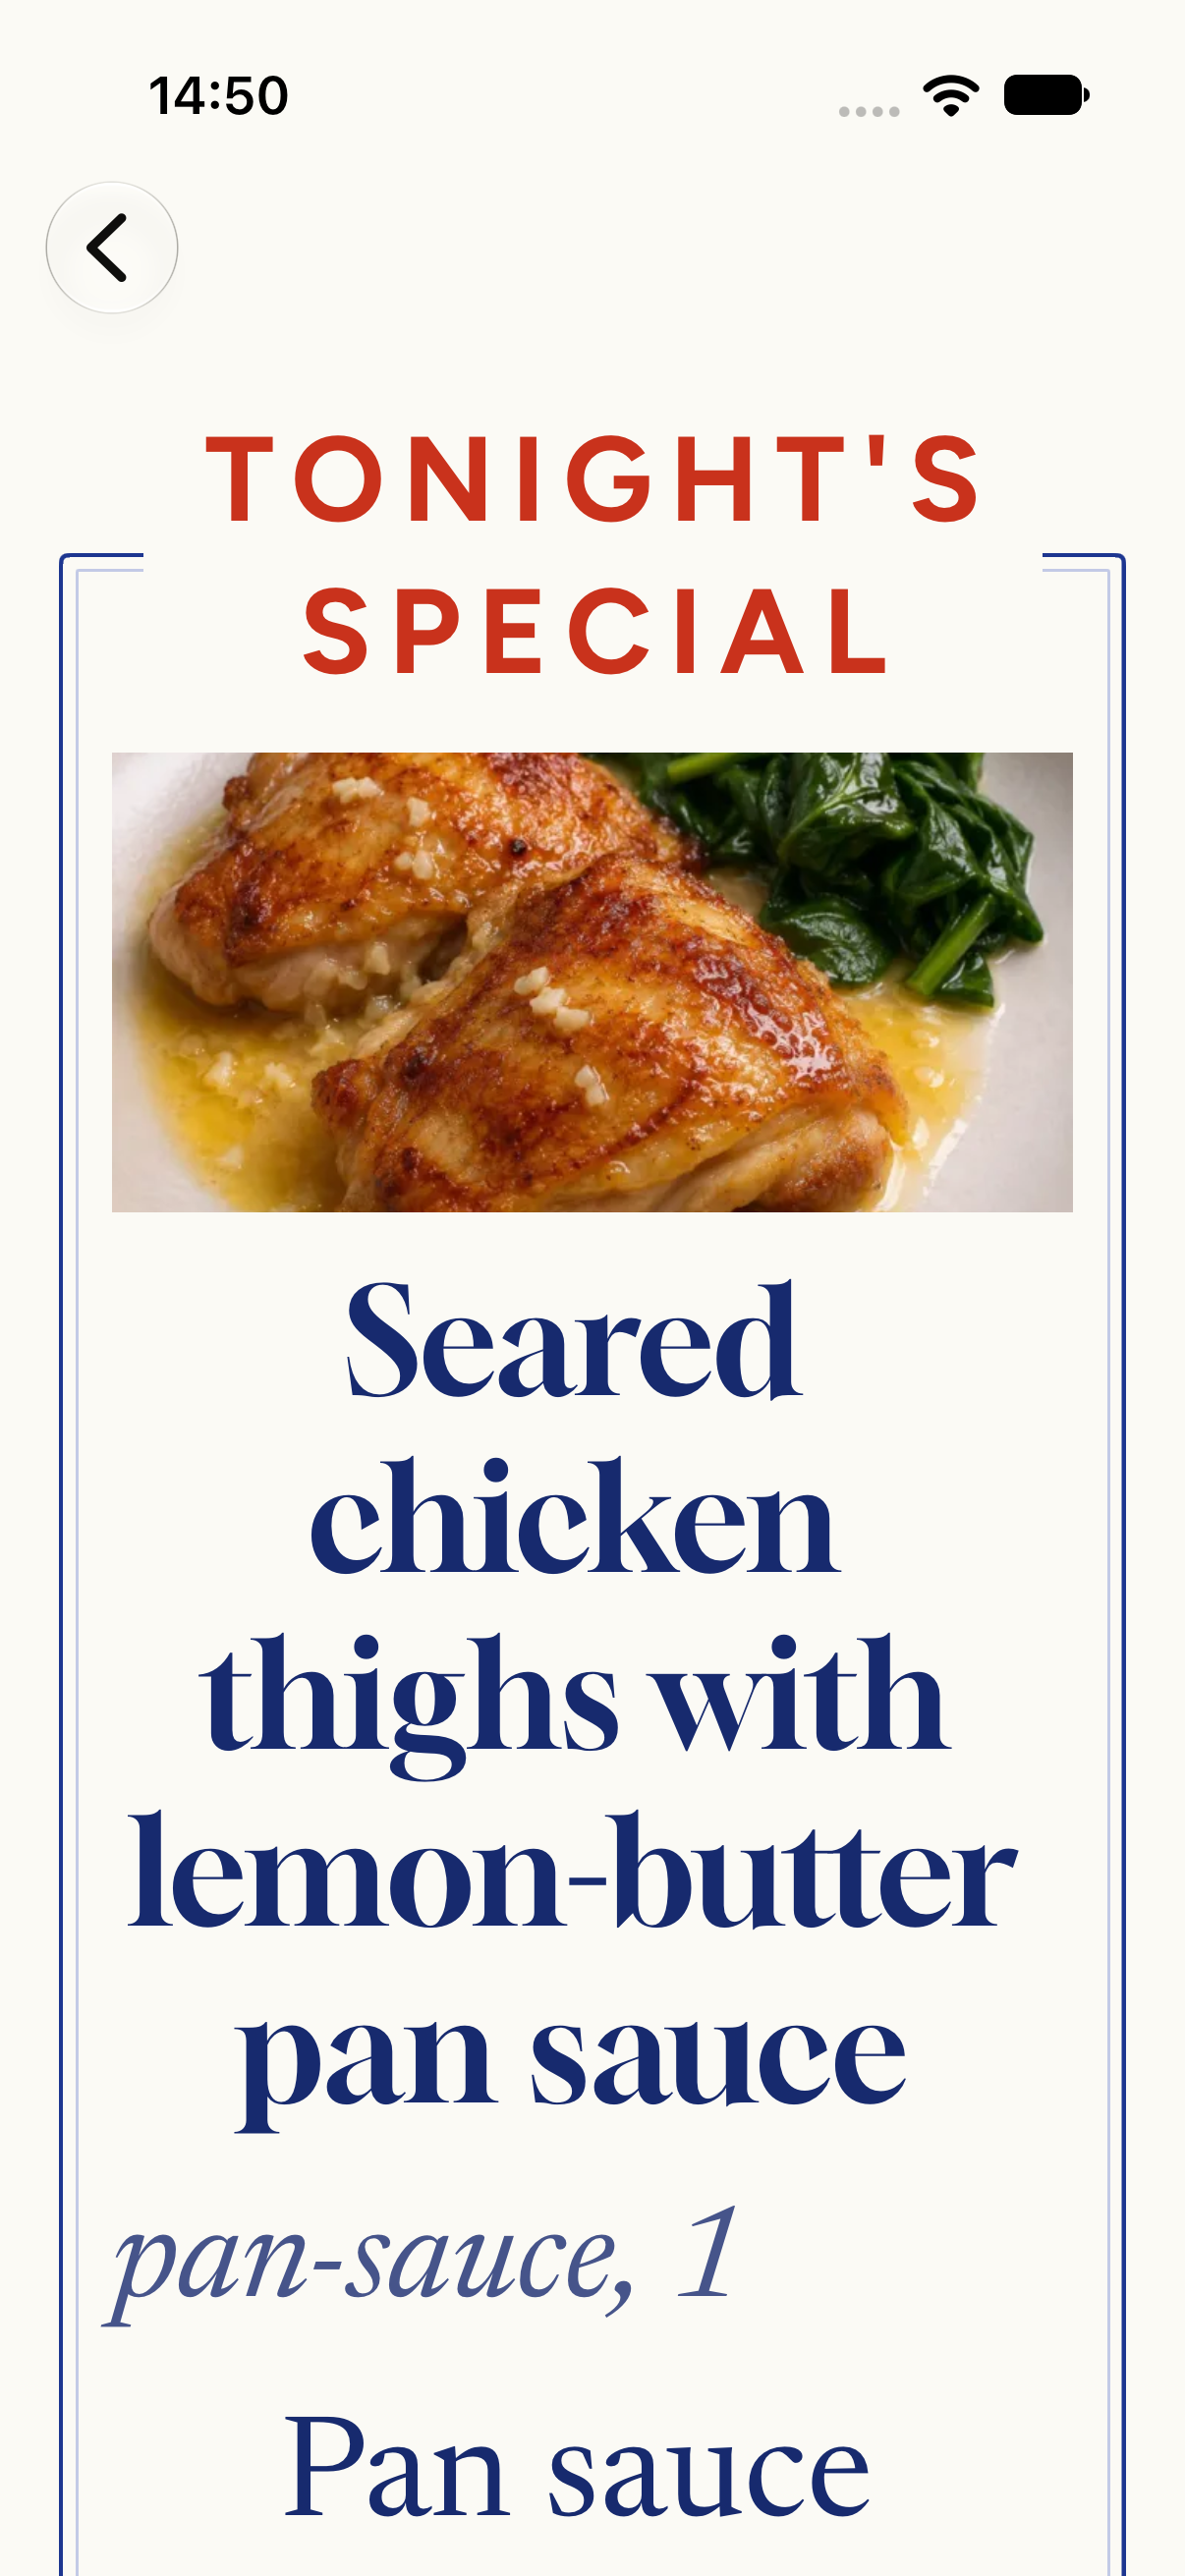 14:50
TONIGHT'S
SPECIAL
Seared
chicken
thighs with
lemon-butter
pan sauce
pan-sauce, 1
Pan sauce